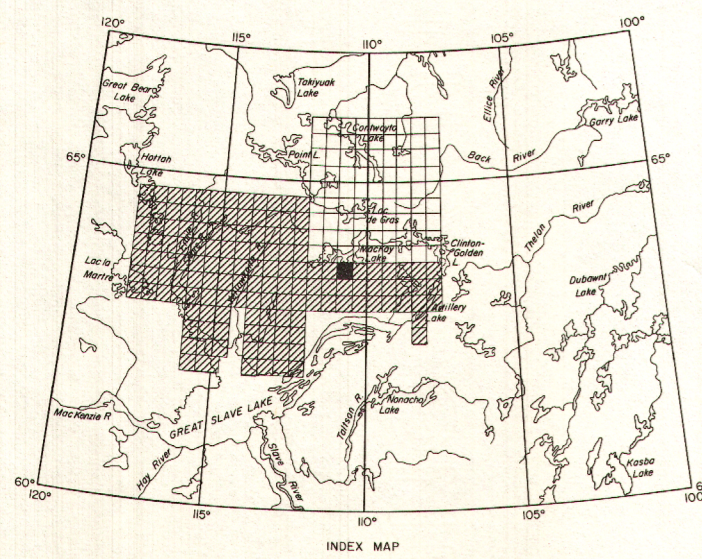 120°
115°
110°
105°
100°
Great Bear
Lake
Takiyuak
Lake
Ellice River
Garry Lake
Contwoyto
Lake
Point L.
Back River
65°
65°
Hottah
Lake
Lac
de Gras
Thelon River
Mackay
Lake
Clinton-
Golden
Lac la
Martre
Yellowknife R.
Dubawnt
Lake
Artillery
Lake
MacKenzie R
GREAT SLAVE LAKE
Taltson R.
Nonacho
Lake
Hay River
Slave River
Kasba
Lake
60°
120°
115°
110°
105°
100
INDEX MAP